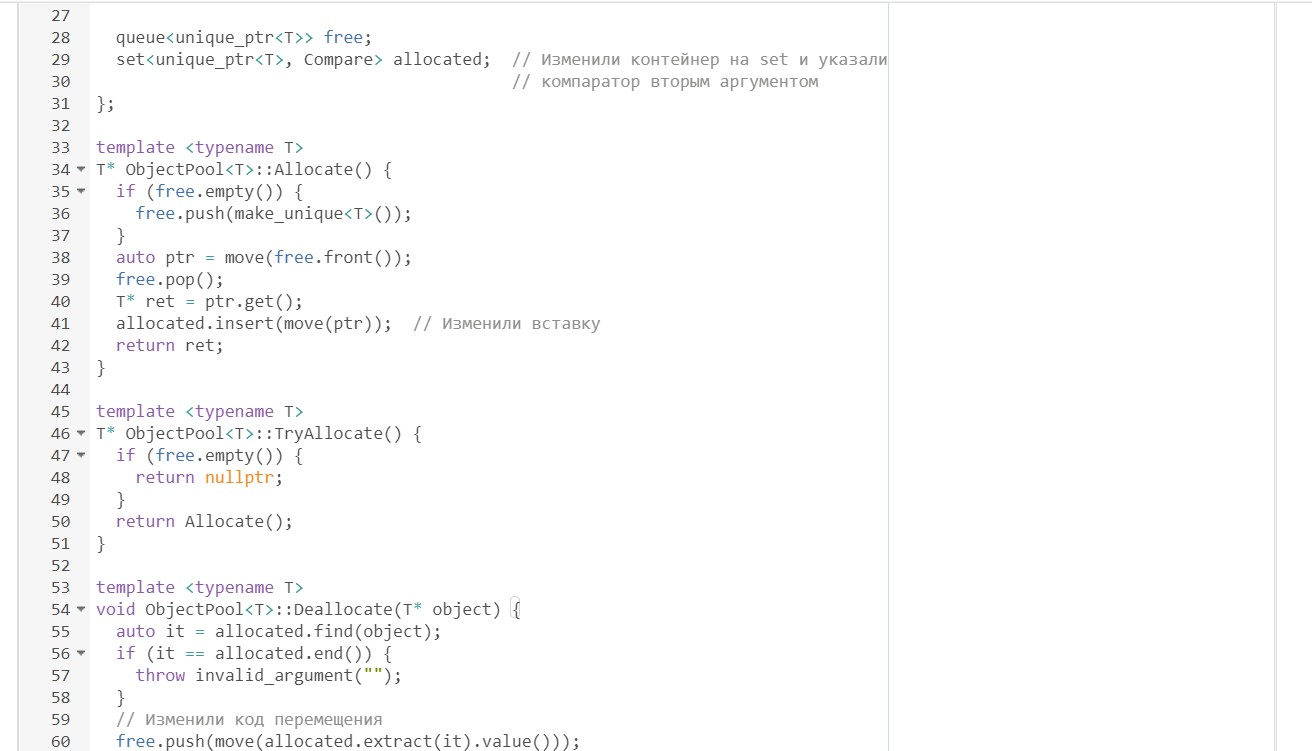 27
28 queue<unique_ptr<T>> free;
29 set<unique_ptr<T>, Compare> allocated; // Изменили контейнер на set и указали
30 // компаратор вторым аргументом
31 };
32
33 template <typename T>
34 T* ObjectPool<T>::Allocate() {
35 if (free.empty()) {
36 free.push(make_unique<T>());
37 }
38 auto ptr = move(free.front());
39 free.pop();
40 T* ret = ptr.get();
41 allocated.insert(move(ptr)); // Изменили вставку
42 return ret;
43 }
44
45 template <typename T>
46 T* ObjectPool<T>::TryAllocate() {
47 if (free.empty()) {
48 return nullptr;
49 }
50 return Allocate();
51 }
52
53 template <typename T>
54 void ObjectPool<T>::Deallocate(T* object) {
55 auto it = allocated.find(object);
56 if (it == allocated.end()) {
57 throw invalid_argument("");
58 }
59 // Изменили код перемещения
60 free.push(move(allocated.extract(it).value()));